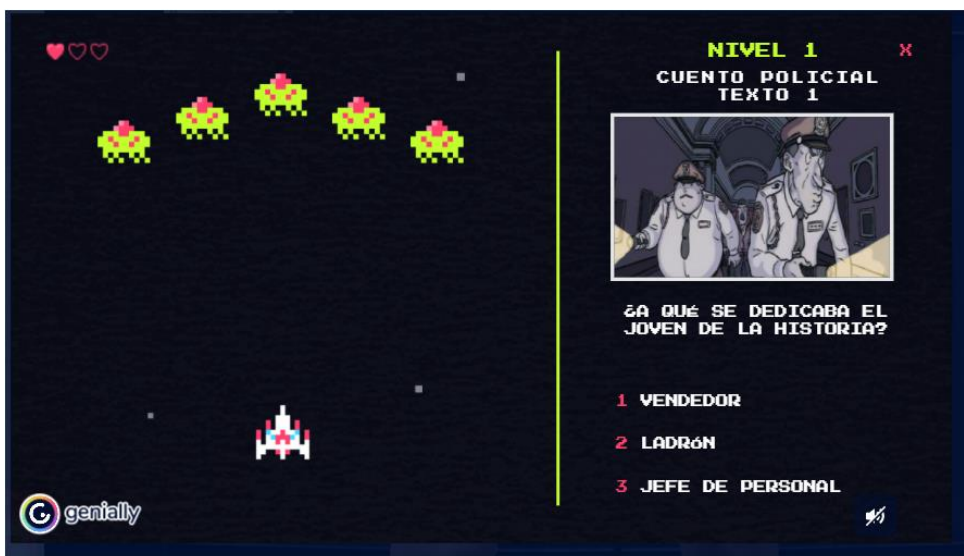 NIVEL 1
X
CUENTO POLICIAL
TEXTO 1
¿A QUÉ SE DEDICABA EL
JOVEN DE LA HISTORIA?
1 VENDEDOR
2 LADRÓN
3 JEFE DE PERSONAL
genially